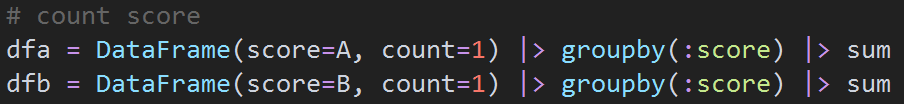 # count score
dfa = DataFrame(score=A, count=1) |> groupby(:score) |> sum
dfb = DataFrame(score=B, count=1) |> groupby(:score) |> sum